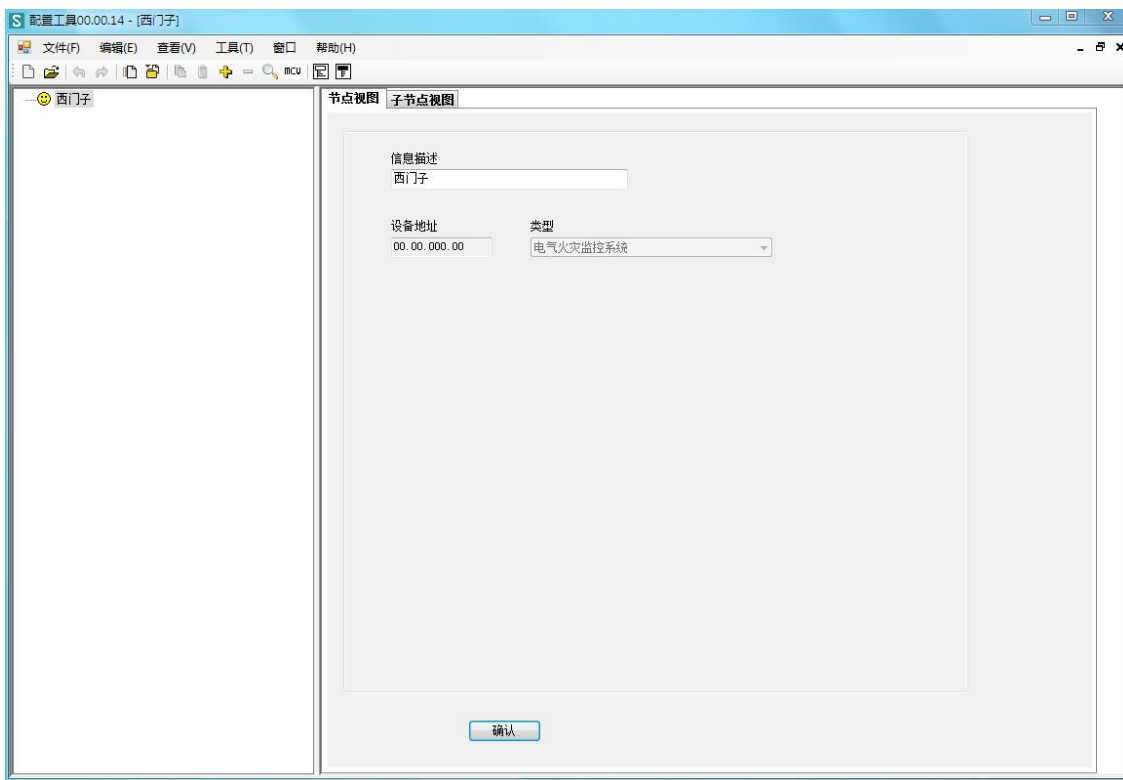 S 配置工具00.00.14 - [西门子]
文件(F) 编辑(E) 查看(V) 工具(T) 窗口 帮助(H)
MCU E F
西门子
节点视图 子节点视图
信息描述
西门子
设备地址 类型
00.00.000.00 电气火灾监控系统
确认